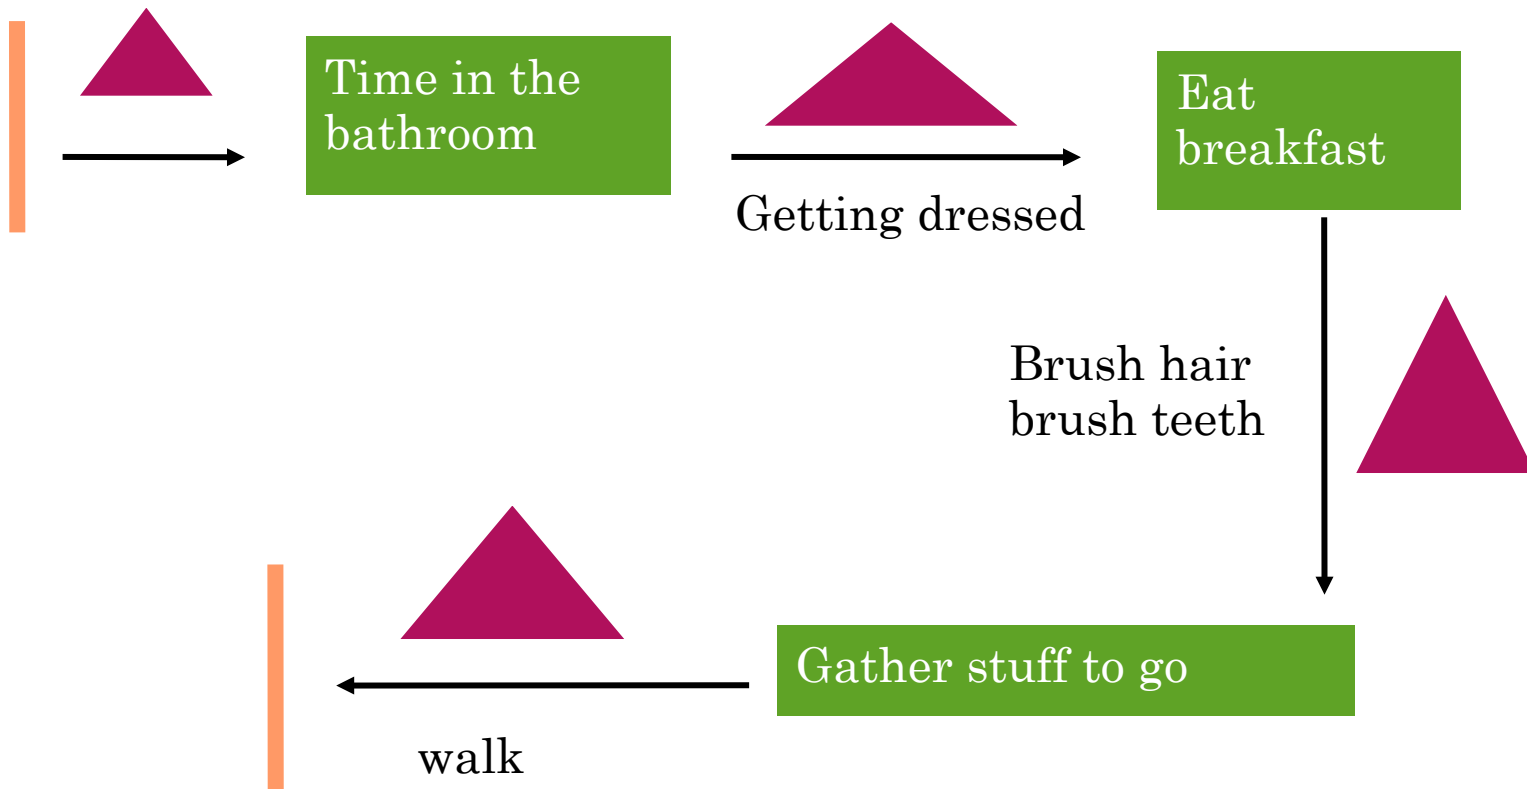 Time in the
bathroom
Getting dressed
Eat
breakfast
Brush hair
brush teeth
Gather stuff to go
walk